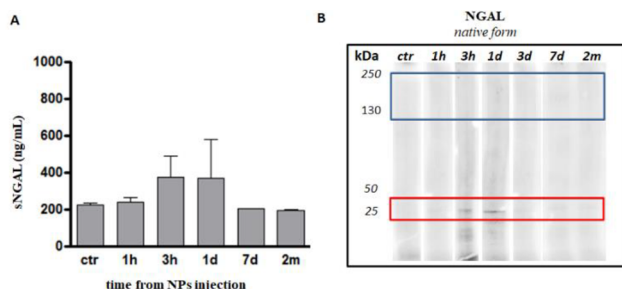 A
sNGAL (ng/mL)
1000
800
600
400
200
0
ctr 1h 3h 1d 7d 2m
time from NPs injection
B
NGAL
native form
kDa ctr 1h 3h 1d 3d 7d 2m
250
130
50
25